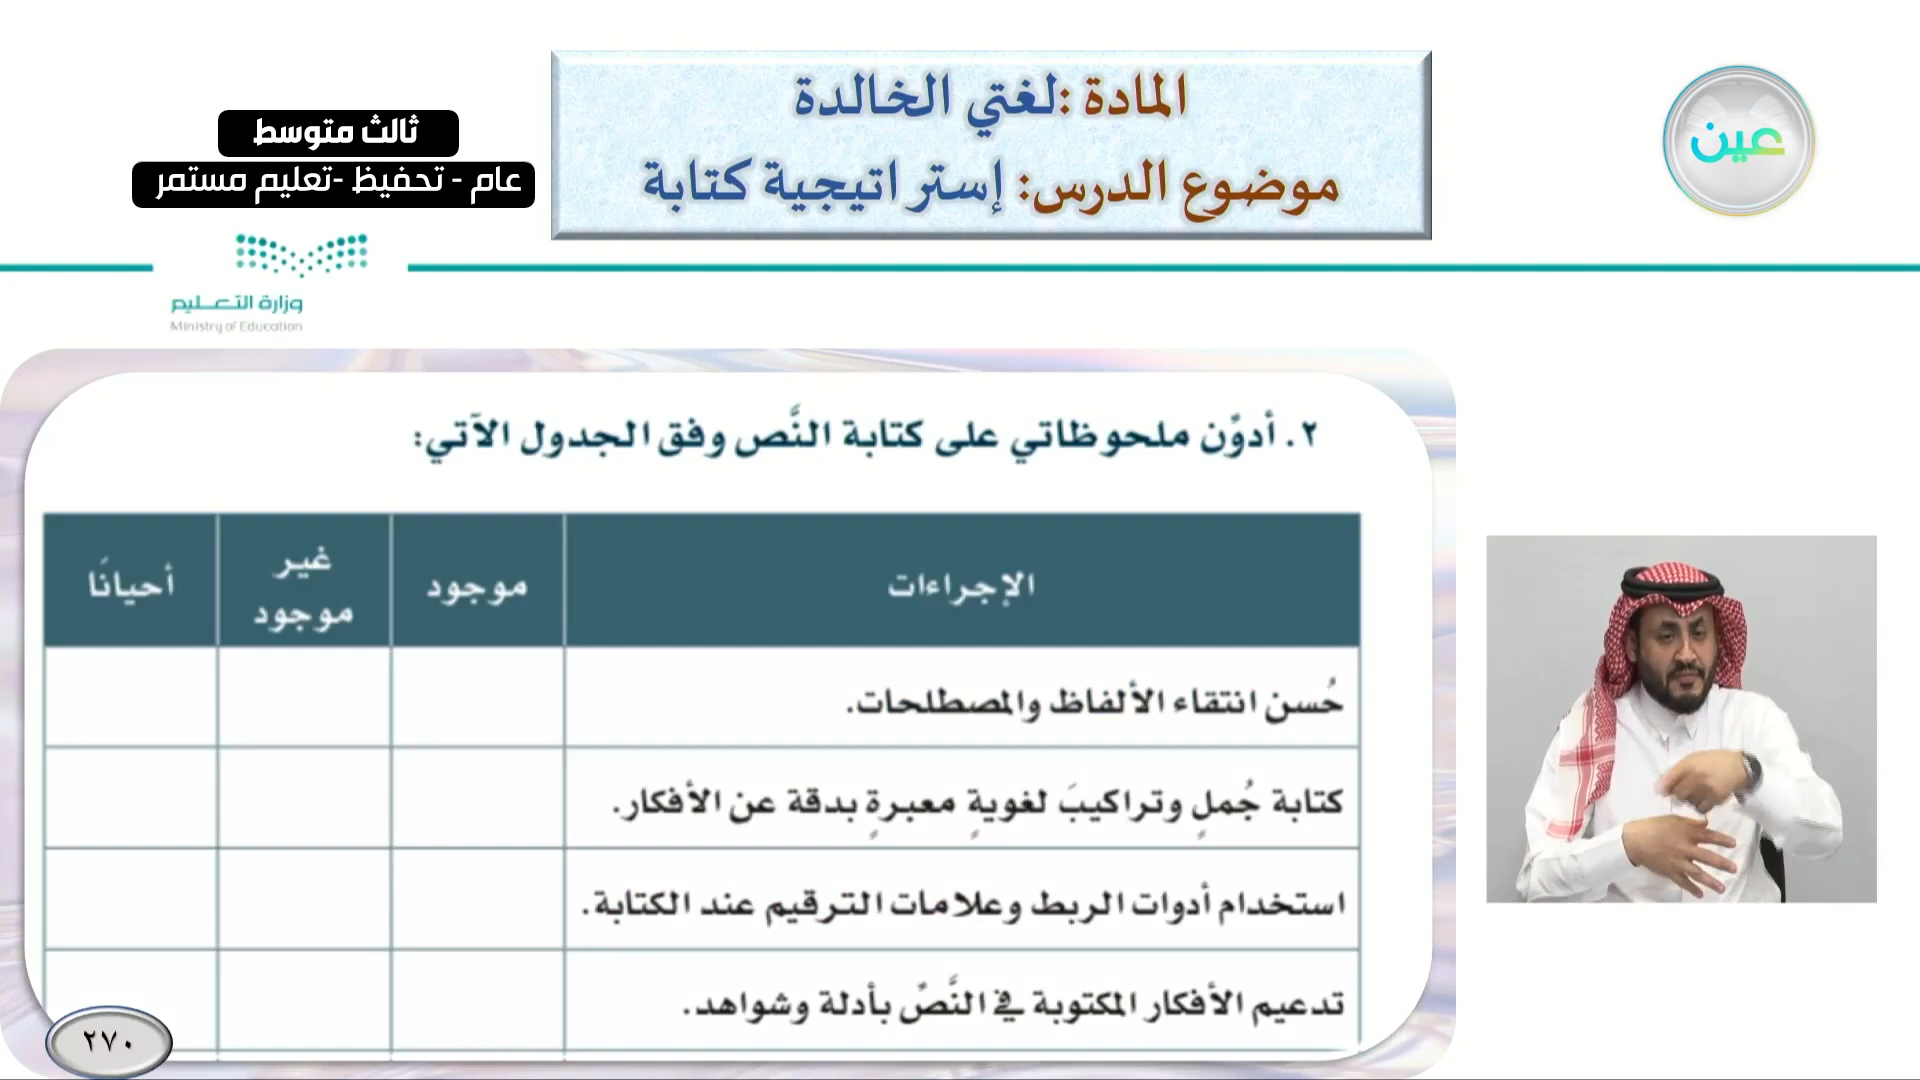 المادة :لغتي الخالدة
موضوع الدرس: إستراتيجية كتابة
عين
ثالث متوسط
عام - تحفيظ -تعليم مستمر
وزارة التعـــليم
Ministry of Education
٢. أدوِّن ملحوظاتي على كتابة النَّص وفق الجدول الآتي:
الإجراءات
موجود
غير
موجود
أحيانًا
حُسن انتقاء الألفاظ والمصطلحات.
كتابة جُملٍ وتراكيبَ لغويةٍ معبرةٍ بدقة عن الأفكار.
استخدام أدوات الربط وعلامات الترقيم عند الكتابة.
تدعيم الأفكار المكتوبة في النَّصِّ بأدلة وشواهد.
٢٧٠